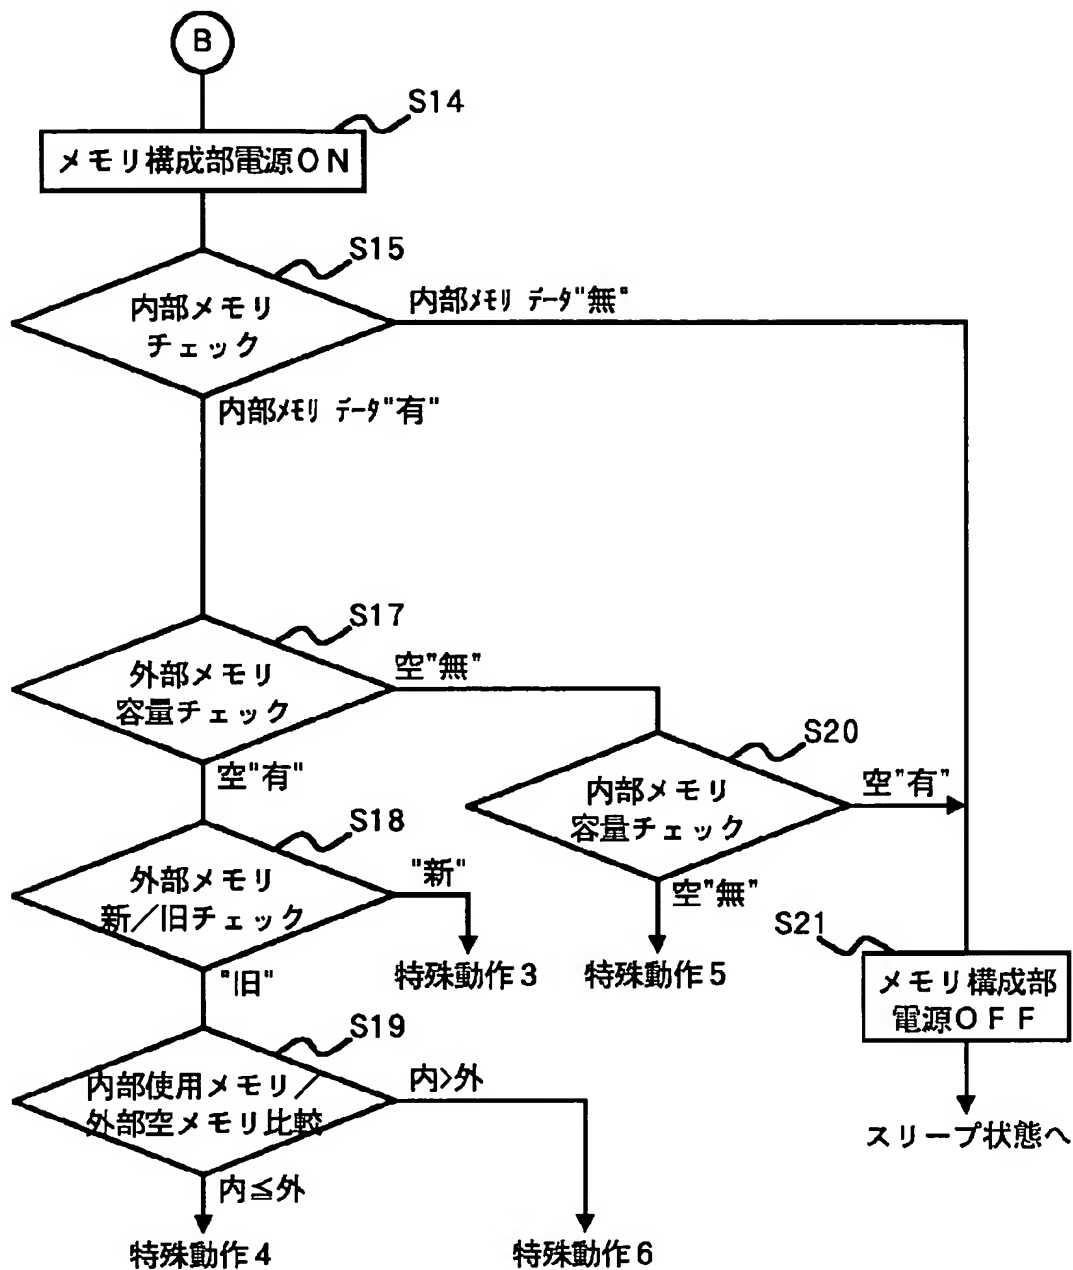 B
S14
メモリ構成部電源ON
S15
内部メモリ
チェック
内部ﾒﾓﾘ ﾃﾞｰﾀ"無"
内部ﾒﾓﾘ ﾃﾞｰﾀ"有"
S17
外部メモリ
容量チェック
空"無"
空"有"
S20
内部メモリ
容量チェック
空"有"
空"無"
S18
外部メモリ
新／旧チェック
"新"
"旧"
特殊動作3
特殊動作5
S21
メモリ構成部
電源OFF
スリープ状態へ
S19
内部使用メモリ／
外部空メモリ比較
内>外
内≦外
特殊動作4
特殊動作6